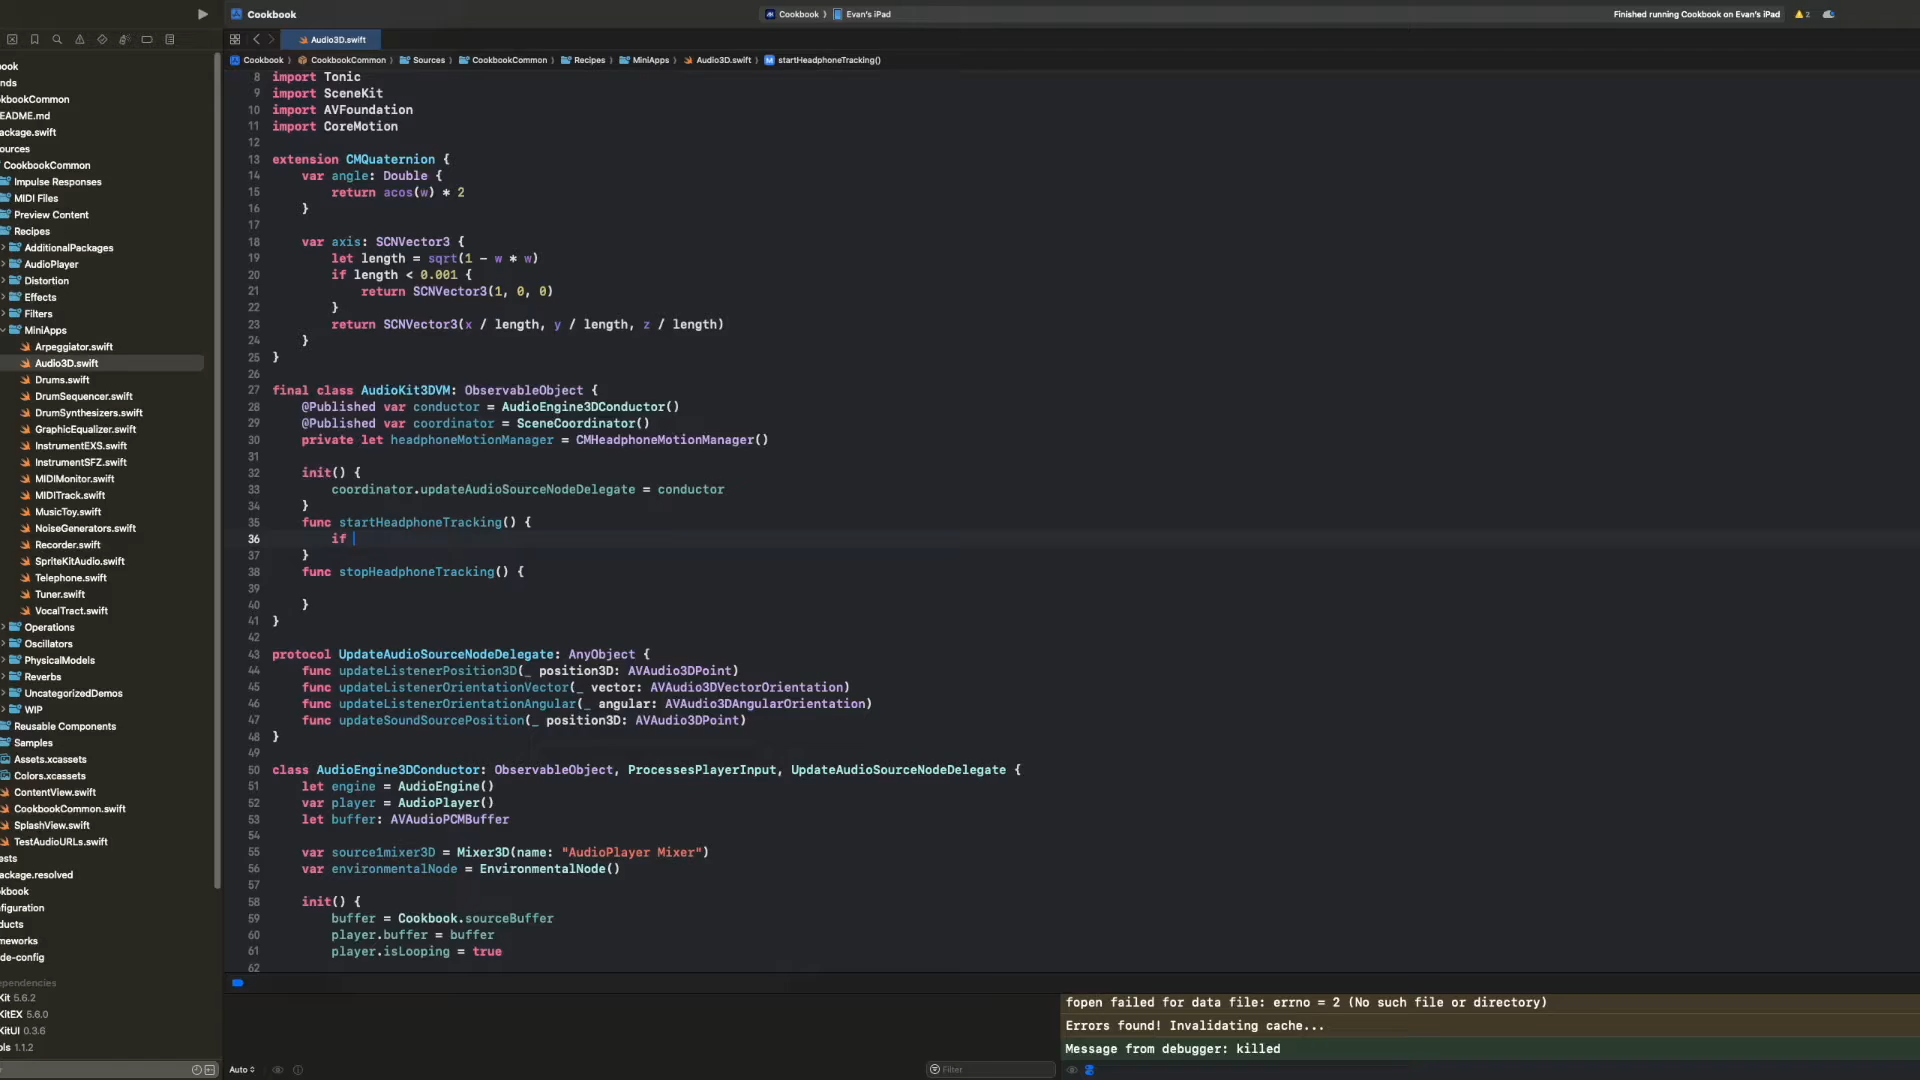 Cookbook
Cookbook 〉 Evan's iPad
Finished running Cookbook on Evan's iPad
2
Audio3D.swift
Cookbook 〉 CookbookCommon 〉 Sources 〉 CookbookCommon 〉 Recipes 〉 MiniApps 〉 Audio3D.swift 〉 M startHeadphoneTracking()
book
nds
okbookCommon
EADME.md
ackage.swift
ources
CookbookCommon
Impulse Responses
MIDI Files
Preview Content
Recipes
AdditionalPackages
AudioPlayer
Distortion
Effects
Filters
MiniApps
Arpeggiator.swift
Audio3D.swift
Drums.swift
DrumSequencer.swift
DrumSynthesizers.swift
GraphicEqualizer.swift
InstrumentEXS.swift
InstrumentSFZ.swift
MIDIMonitor.swift
MIDITrack.swift
MusicToy.swift
NoiseGenerators.swift
Recorder.swift
SpriteKitAudio.swift
Telephone.swift
Tuner.swift
VocalTract.swift
Operations
Oscillators
PhysicalModels
Reverbs
UncategorizedDemos
WIP
Reusable Components
Samples
Assets.xcassets
Colors.xcassets
ContentView.swift
CookbookCommon.swift
SplashView.swift
TestAudioURLs.swift
ests
ackage.resolved
okbook
nfiguration
oducts
meworks
de-config
ependencies
Kit 5.6.2
KitEX 5.6.0
KitUI 0.3.6
ols 1.1.2
8 import Tonic
9 import SceneKit
10 import AVFoundation
11 import CoreMotion
12
13 extension CMQuaternion {
14 var angle: Double {
15 return acos(w) * 2
16 }
17
18 var axis: SCNVector3 {
19 let length = sqrt(1 - w * w)
20 if length < 0.001 {
21 return SCNVector3(1, 0, 0)
22 }
23 return SCNVector3(x / length, y / length, z / length)
24 }
25 }
26
27 final class AudioKit3DVM: ObservableObject {
28 @Published var conductor = AudioEngine3DConductor()
29 @Published var coordinator = SceneCoordinator()
30 private let headphoneMotionManager = CMHeadphoneMotionManager()
31
32 init() {
33 coordinator.updateAudioSourceNodeDelegate = conductor
34 }
35 func startHeadphoneTracking() {
36 if
37 }
38 func stopHeadphoneTracking() {
39
40 }
41 }
42
43 protocol UpdateAudioSourceNodeDelegate: AnyObject {
44 func updateListenerPosition3D(_ position3D: AVAudio3DPoint)
45 func updateListenerOrientationVector(_ vector: AVAudio3DVectorOrientation)
46 func updateListenerOrientationAngular(_ angular: AVAudio3DAngularOrientation)
47 func updateSoundSourcePosition(_ position3D: AVAudio3DPoint)
48 }
49
50 class AudioEngine3DConductor: ObservableObject, ProcessesPlayerInput, UpdateAudioSourceNodeDelegate {
51 let engine = AudioEngine()
52 var player = AudioPlayer()
53 let buffer: AVAudioPCMBuffer
54
55 var source1mixer3D = Mixer3D(name: "AudioPlayer Mixer")
56 var environmentalNode = EnvironmentalNode()
57
58 init() {
59 buffer = Cookbook.sourceBuffer
60 player.buffer = buffer
61 player.isLooping = true
62
fopen failed for data file: errno = 2 (No such file or directory)
Errors found! Invalidating cache...
Message from debugger: killed
Auto
Filter